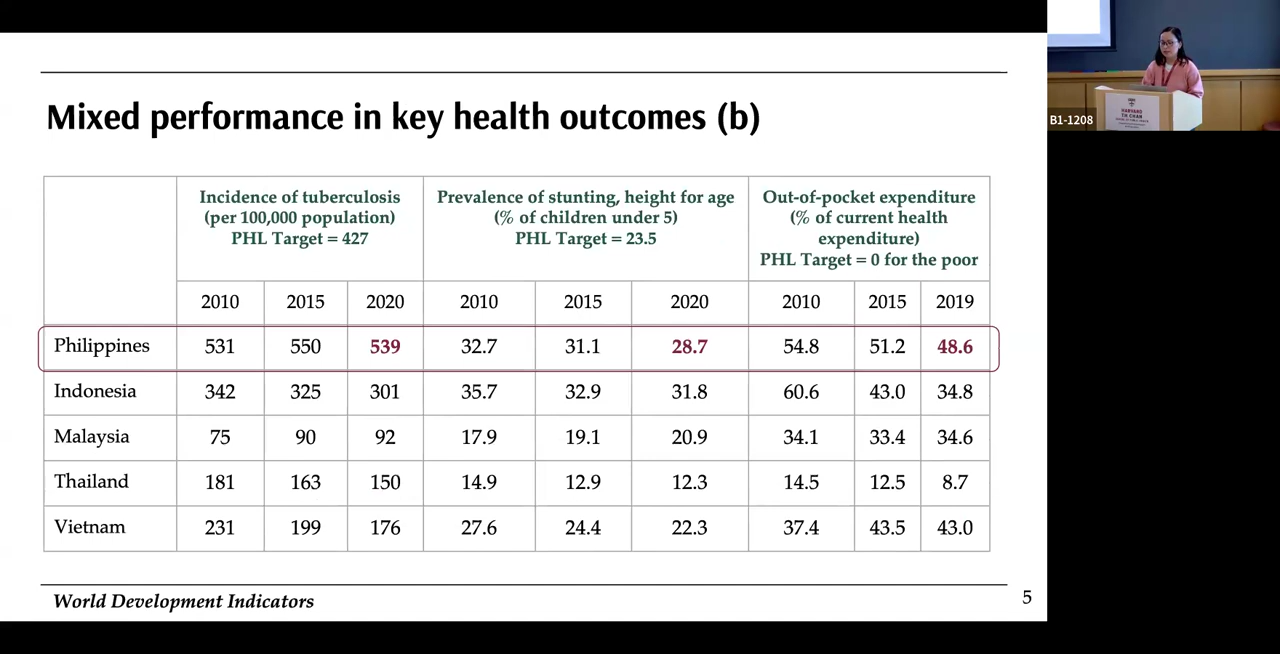 Mixed performance in key health outcomes (b)
Incidence of tuberculosis
(per 100,000 population)
PHL Target = 427
Prevalence of stunting, height for age
(% of children under 5)
PHL Target = 23.5
Out-of-pocket expenditure
(% of current health
expenditure)
PHL Target = 0 for the poor
2010 2015 2020 2010 2015 2020 2010 2015 2019
Philippines 531 550 539 32.7 31.1 28.7 54.8 51.2 48.6
Indonesia 342 325 301 35.7 32.9 31.8 60.6 43.0 34.8
Malaysia 75 90 92 17.9 19.1 20.9 34.1 33.4 34.6
Thailand 181 163 150 14.9 12.9 12.3 14.5 12.5 8.7
Vietnam 231 199 176 27.6 24.4 22.3 37.4 43.5 43.0
World Development Indicators
5
B1-1208
HARVARD
TH CHAN